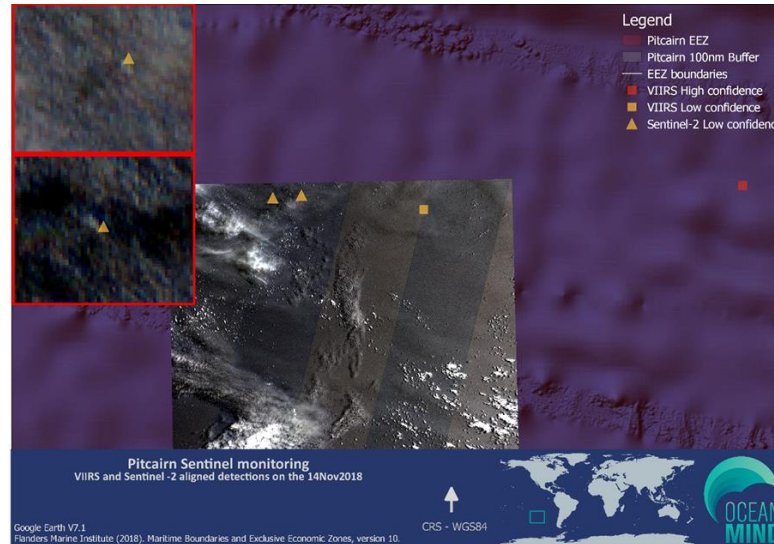 Legend
Pitcairn EEZ
Pitcairn 100nm Buffer
EEZ boundaries
VIIRS High confidence
VIIRS Low confidence
Sentinel-2 Low confidence
Pitcairn Sentinel monitoring
VIIRS and Sentinel -2 aligned detections on the 14Nov2018
CRS - WGS84
Google Earth V7.1
Flanders Marine Institute (2018). Maritime Boundaries and Exclusive Economic Zones, version 10.
OCEAN
MIND